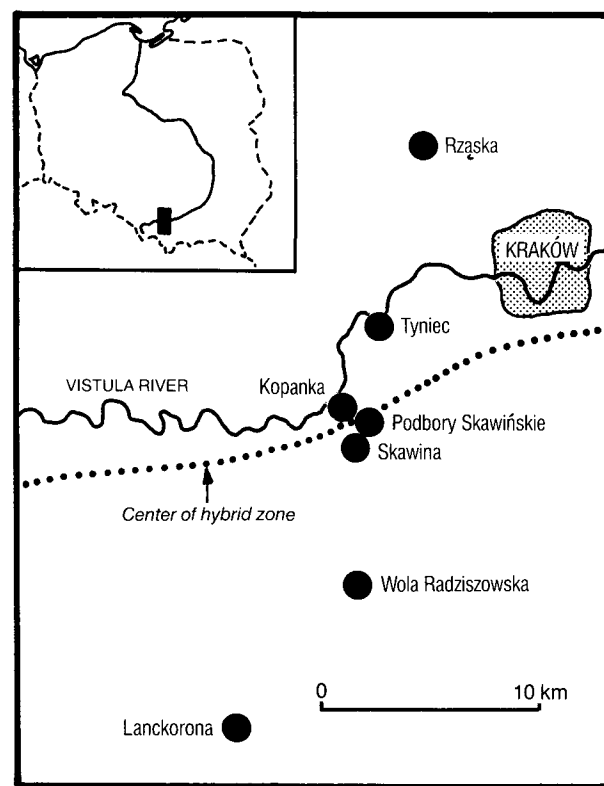 Rząska
KRAKÓW
Tyniec
VISTULA RIVER
Kopanka
Podbory Skawińskie
Skawina
Center of hybrid zone
Wola Radziszowska
0 10 km
Lanckorona